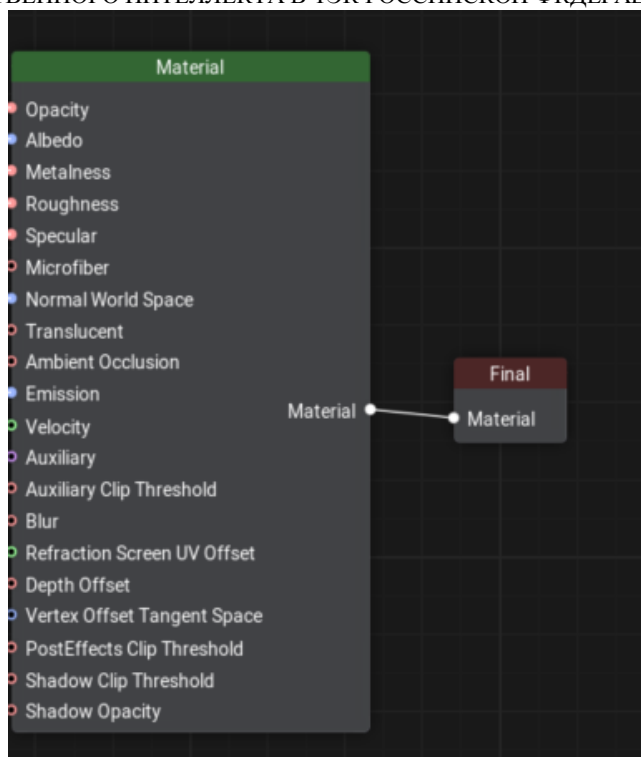 Material
Opacity
Albedo
Metalness
Roughness
Specular
Microfiber
Normal World Space
Translucent
Ambient Occlusion
Emission
Velocity
Auxiliary
Auxiliary Clip Threshold
Blur
Refraction Screen UV Offset
Depth Offset
Vertex Offset Tangent Space
PostEffects Clip Threshold
Shadow Clip Threshold
Shadow Opacity
Material
Final
Material